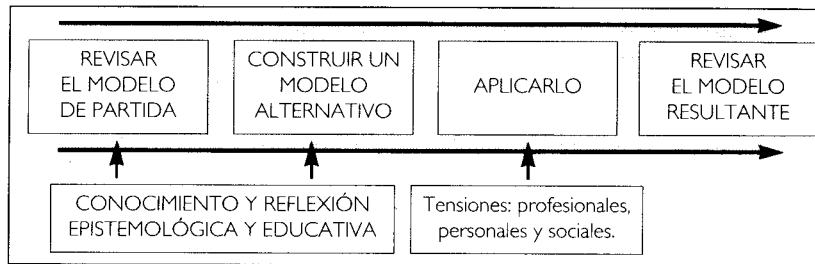 REVISAR
EL MODELO
DE PARTIDA
CONSTRUIR UN
MODELO
ALTERNATIVO
APLICARLO
REVISAR
EL MODELO
RESULTANTE
CONOCIMIENTO Y REFLEXIÓN
EPISTEMOLÓGICA Y EDUCATIVA
Tensiones: profesionales,
personales y sociales.